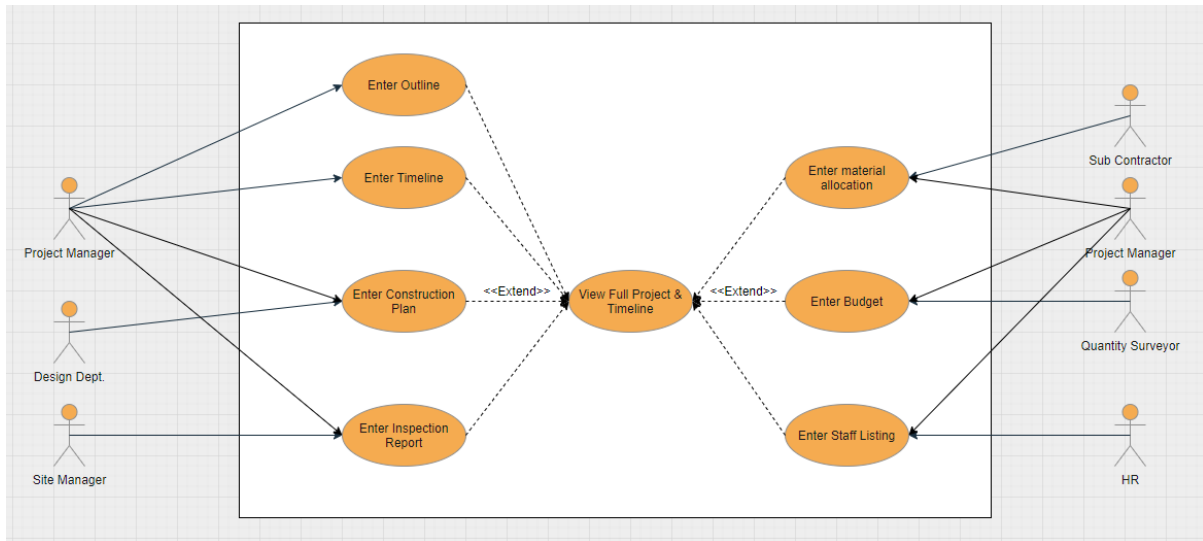 Enter Outline
Sub Contractor
Enter Timeline
Enter material
allocation
Project Manager
Project Manager
<<Extend>>
<<Extend>>
Enter Construction
Plan
View Full Project &
Timeline
Enter Budget
Quantity Surveyor
Design Dept.
Enter Inspection
Report
Enter Staff Listing
Site Manager
HR